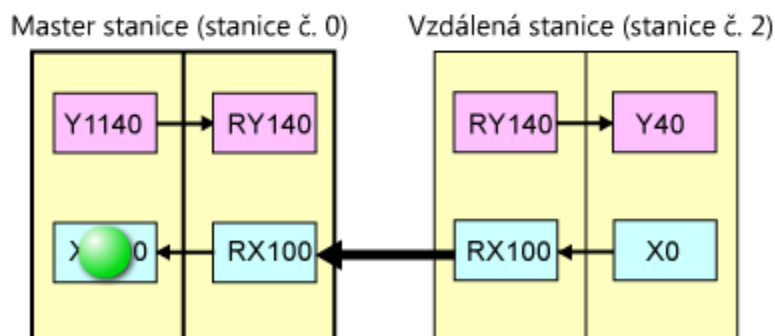 Master stanice (stanice č. 0)
Vzdálená stanice (stanice č. 2)
Y1140
RY140
RY140
Y40
RX100
RX100
X0